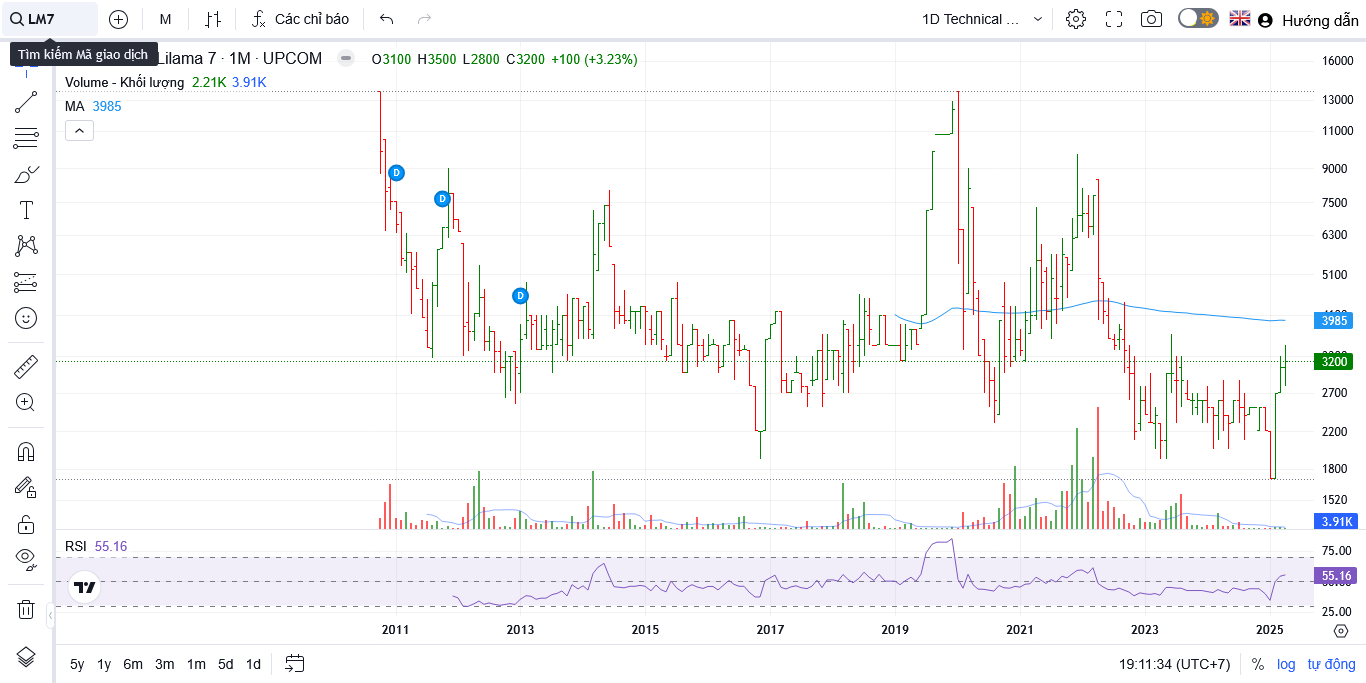 LM7
M
Các chỉ báo
1D Technical ...
Hướng dẫn
Tìm kiếm Mã giao dịch
Lilama 7 · 1M · UPCOM
O3100 H3500 L2800 C3200 +100 (+3.23%)
Volume - Khối lượng 2.21K 3.91K
MA 3985
16000
13000
11000
9000
7500
6300
5100
3985
3200
2700
2200
1800
1520
3.91K
D
D
D
RSI 55.16
75.00
55.16
25.00
2011
2013
2015
2017
2019
2021
2023
2025
5y 1y 6m 3m 1m 5d 1d
19:11:34 (UTC+7)
% log tự động